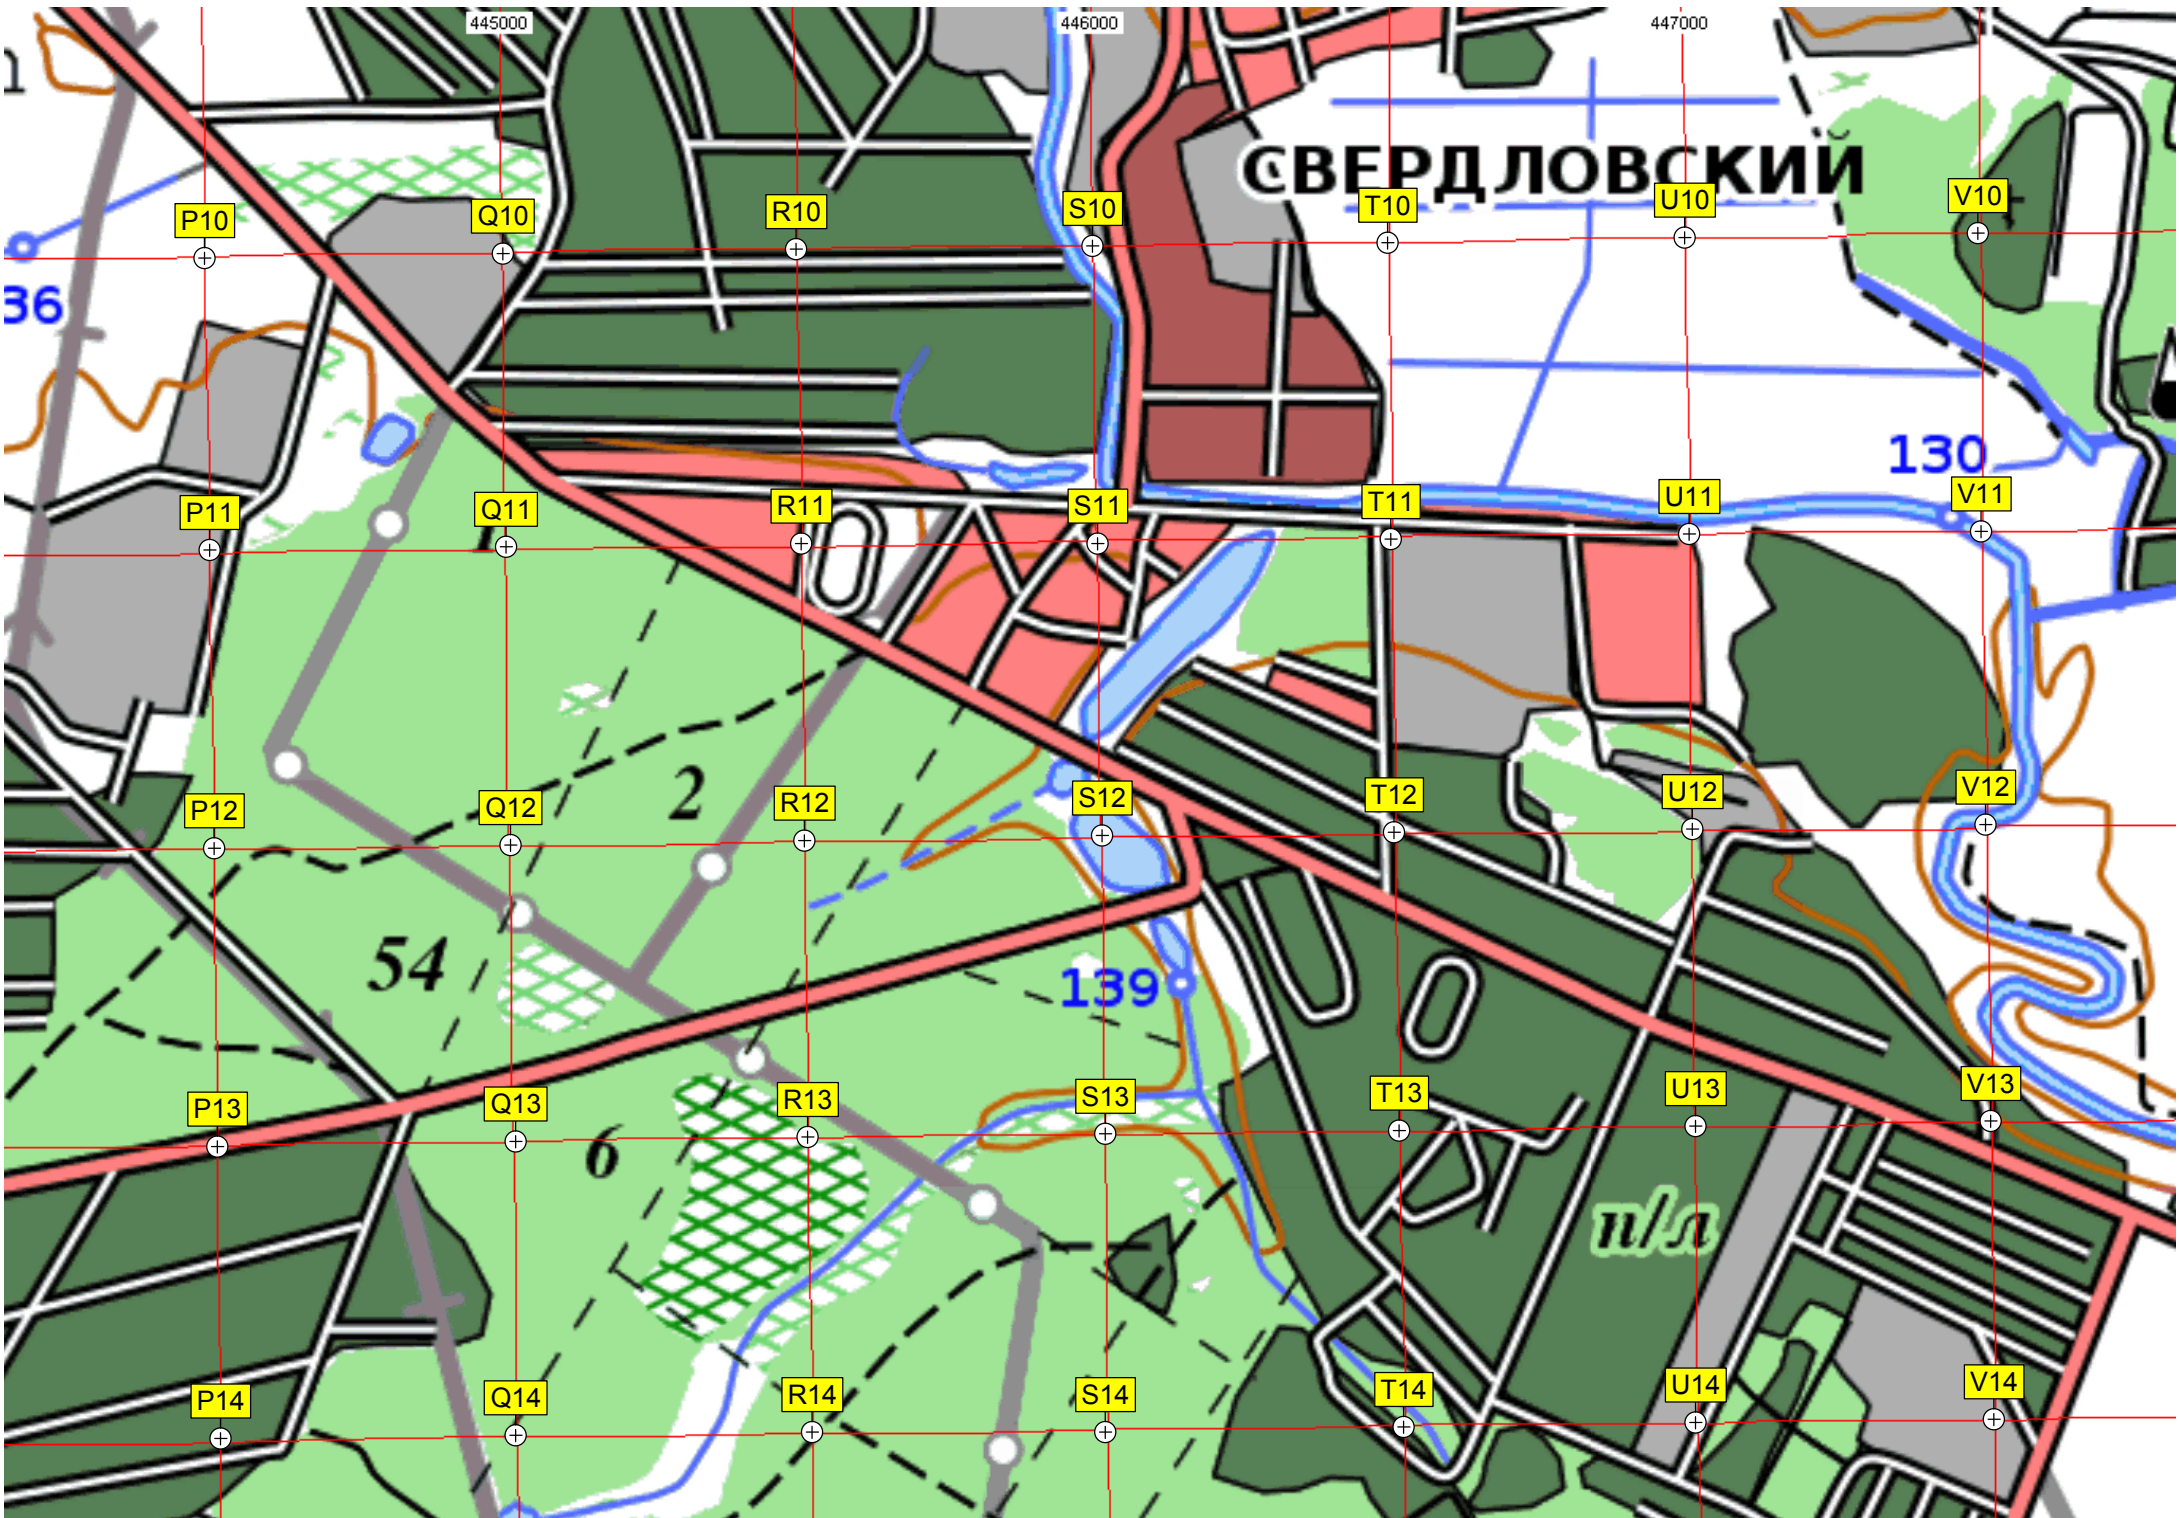 445000 446000 447000
СВЕРДЛОВСКИЙ
P10 Q10 R10 S10 T10 U10 V10
36
130
P11 Q11 R11 S11 T11 U11 V11
2
P12 Q12 R12 S12 T12 U12 V12
54
139
P13 Q13 R13 S13 T13 U13 V13
6
п/л
P14 Q14 R14 S14 T14 U14 V14